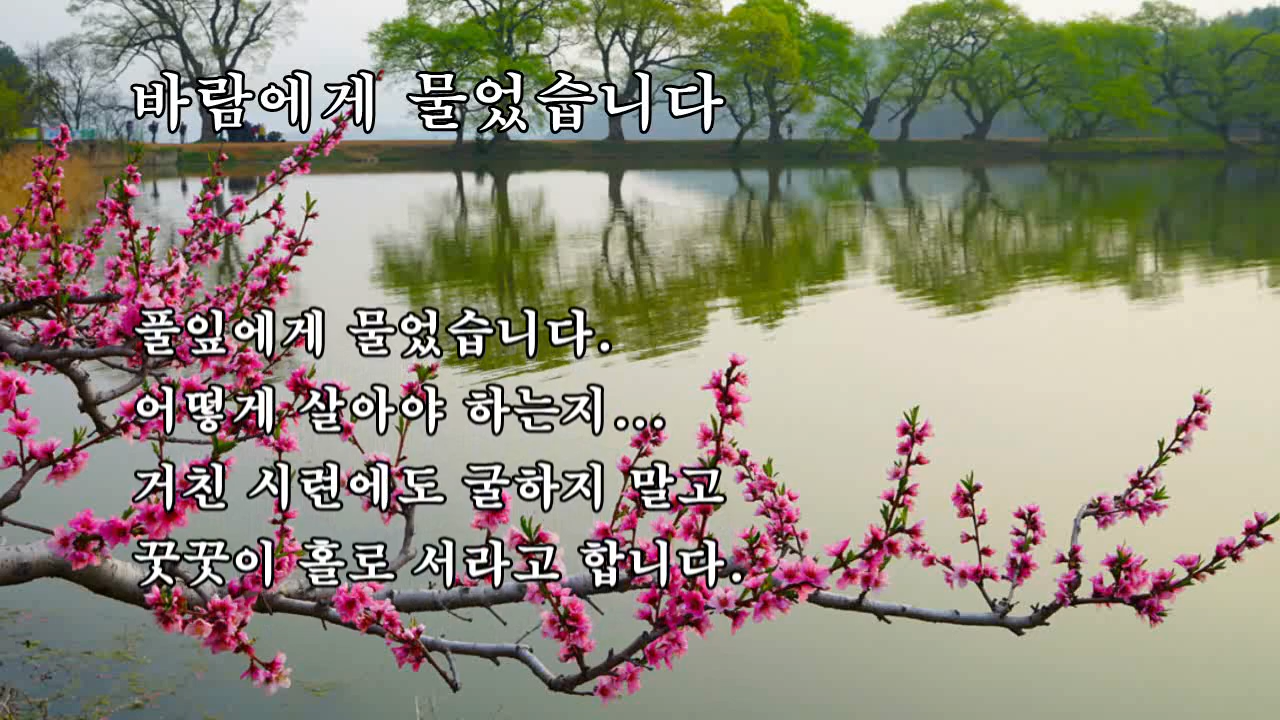 바람에게 물었습니다
풀잎에게 물었습니다.
어떻게 살아야 하는지...
거친 시련에도 굴하지 말고
꿋꿋이 홀로 서라고 합니다.